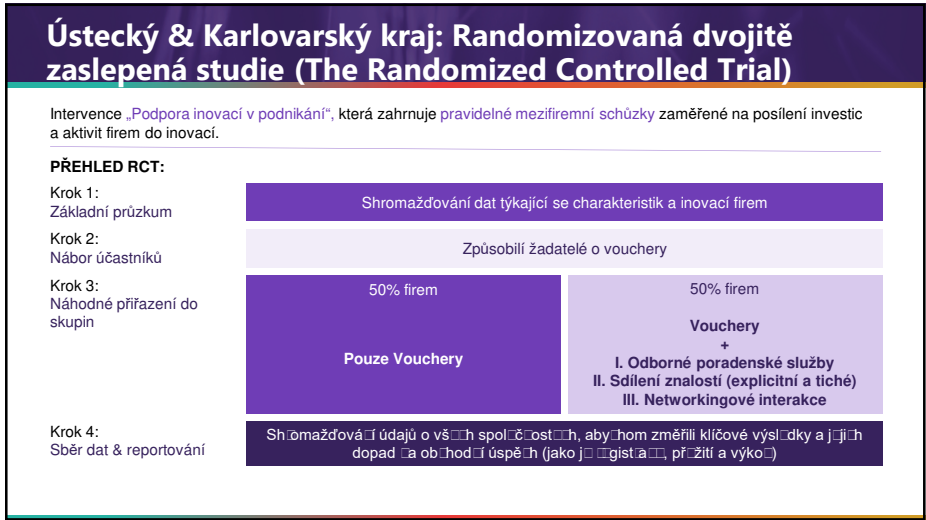 Ústecký & Karlovarský kraj: Randomizovaná dvojitě
zaslepená studie (The Randomized Controlled Trial)
Intervence „Podpora inovací v podnikání“, která zahrnuje pravidelné mezifiremní schůzky zaměřené na posílení investic
a aktivit firem do inovací.
PŘEHLED RCT:
Krok 1:
Základní průzkum
Shromažďování dat týkající se charakteristik a inovací firem
Krok 2:
Nábor účastníků
Způsobilí žadatelé o vouchery
Krok 3:
Náhodné přiřazení do
skupin
50% firem
Pouze Vouchery
50% firem
Vouchery
+
I. Odborné poradenské služby
II. Sdílení znalostí (explicitní a tiché)
III. Networkingové interakce
Krok 4:
Sběr dat & reportování
údajů o změřili klíčové a
dopad úspěch (jako a